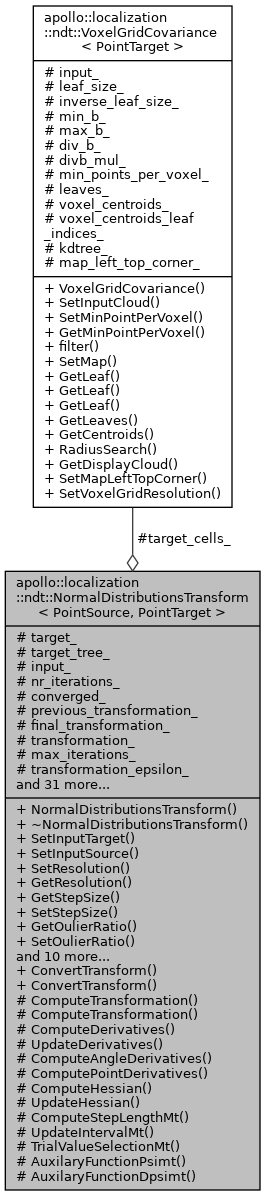 apollo::localization
::ndt::VoxelGridCovariance
< PointTarget >
# input_
# leaf_size_
# inverse_leaf_size_
# min_b_
# max_b_
# div_b_
# divb_mul_
# min_points_per_voxel_
# leaves_
# voxel_centroids_
# voxel_centroids_leaf
_indices_
# kdtree_
# map_left_top_corner_
+ VoxelGridCovariance()
+ SetInputCloud()
+ SetMinPointPerVoxel()
+ GetMinPointPerVoxel()
+ filter()
+ SetMap()
+ GetLeaf()
+ GetLeaf()
+ GetLeaf()
+ GetLeaves()
+ GetCentroids()
+ RadiusSearch()
+ GetDisplayCloud()
+ SetMapLeftTopCorner()
+ SetVoxelGridResolution()
#target_cells_
apollo::localization
::ndt::NormalDistributionsTransform
< PointSource, PointTarget >
# target_
# target_tree_
# input_
# nr_iterations_
# converged_
# previous_transformation_
# final_transformation_
# transformation_
# max_iterations_
# transformation_epsilon_
and 31 more...
+ NormalDistributionsTransform()
+ ~NormalDistributionsTransform()
+ SetInputTarget()
+ SetInputSource()
+ SetResolution()
+ GetResolution()
+ GetStepSize()
+ SetStepSize()
+ GetOulierRatio()
+ SetOulierRatio()
and 10 more...
+ ConvertTransform()
+ ConvertTransform()
# ComputeTransformation()
# ComputeTransformation()
# ComputeDerivatives()
# UpdateDerivatives()
# ComputeAngleDerivatives()
# ComputePointDerivatives()
# ComputeHessian()
# UpdateHessian()
# ComputeStepLengthMt()
# UpdateIntervalMt()
# TrialValueSelectionMt()
# AuxilaryFunctionPsimt()
# AuxilaryFunctionDpsimt()